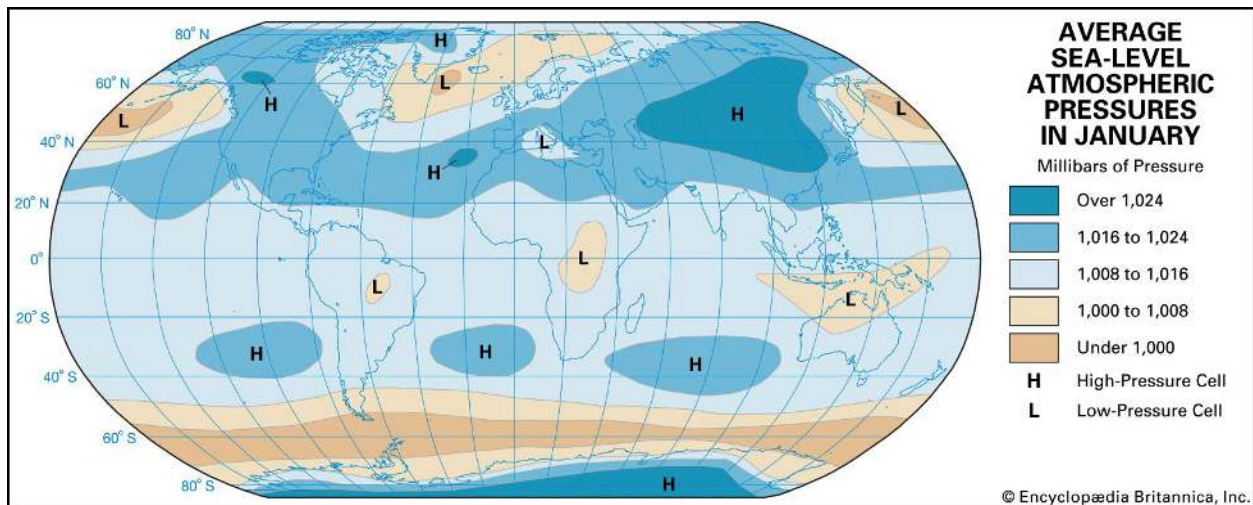 AVERAGE
SEA-LEVEL
ATMOSPHERIC
PRESSURES
IN JANUARY
Millibars of Pressure
Over 1,024
1,016 to 1,024
1,008 to 1,016
1,000 to 1,008
Under 1,000
H High-Pressure Cell
L Low-Pressure Cell
© Encyclopædia Britannica, Inc.
80° N
60° N
40° N
20° N
0°
20° S
40° S
60° S
80° S
H
L
H
L
H
L
L
H
L
L
L
H
H
H
H